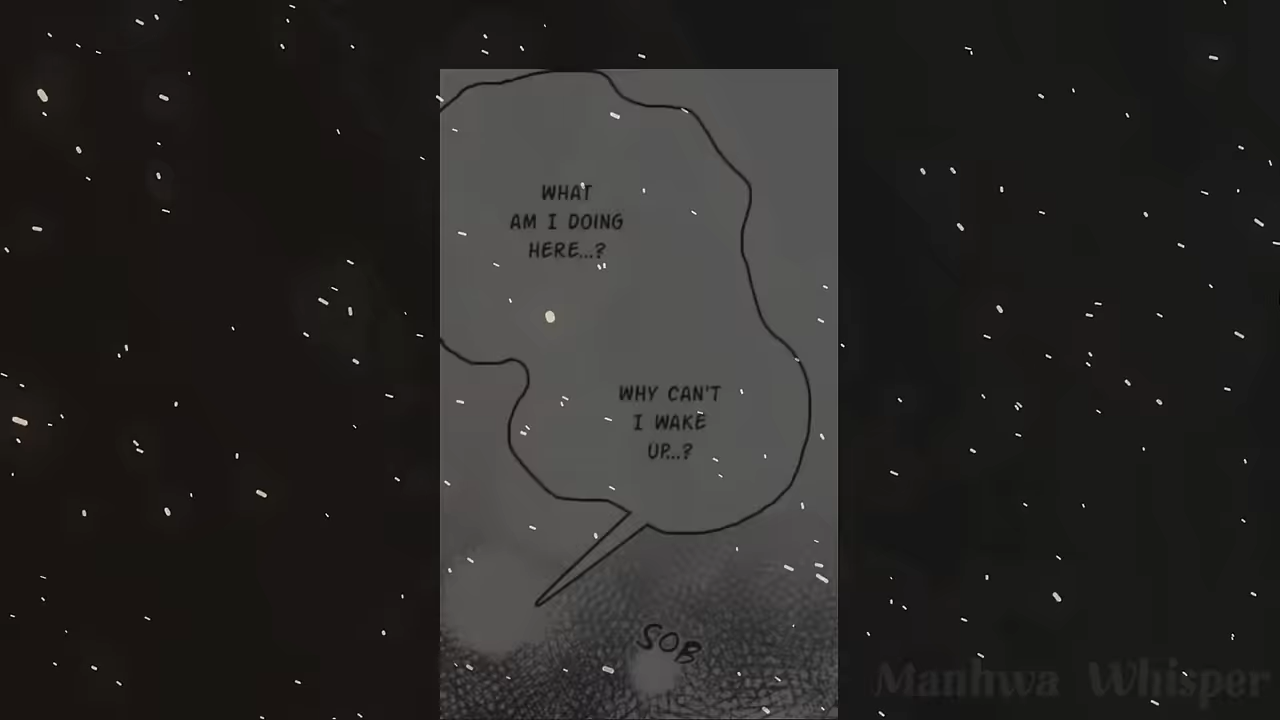 WHAT
AM I DOING
HERE...?
WHY CAN'T
I WAKE
UP...?
SOB
Manhwa Whisper